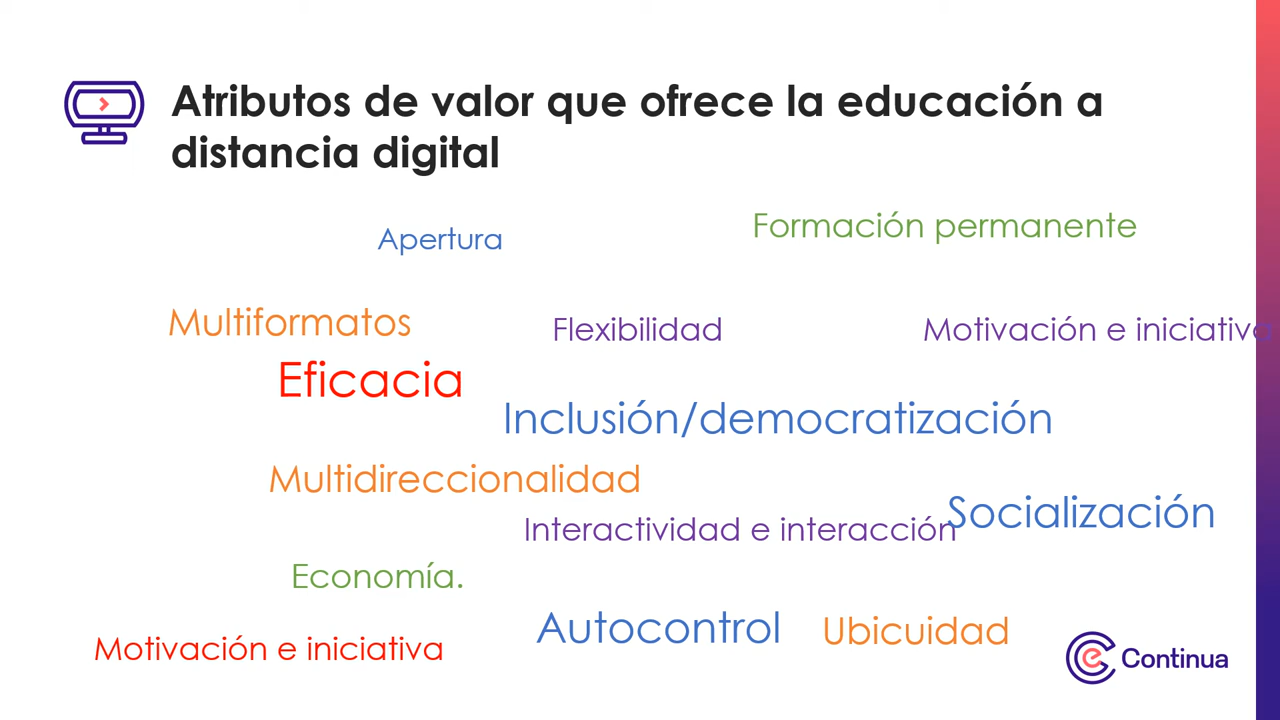 Atributos de valor que ofrece la educación a
distancia digital
Formación permanente
Apertura
Multiformatos
Flexibilidad
Motivación e iniciativa
Eficacia
Inclusión/democratización
Multidireccionalidad
Socialización
Interactividad e interacción
Economía.
Autocontrol
Ubicuidad
Motivación e iniciativa
e Continua